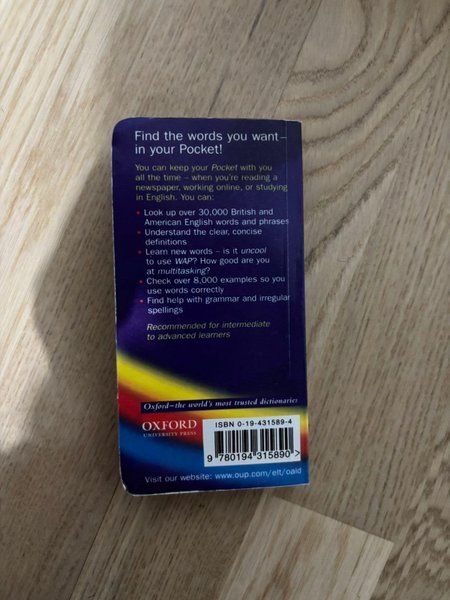 Find the words you want–
in your Pocket!
You can keep your Pocket with you
all the time – when you're reading a
newspaper, working online, or studying
in English. You can:
• Look up over 30,000 British and
American English words and phrases
• Understand the clear, concise
definitions
• Learn new words – is it uncool
to use WAP? How good are you
at multitasking?
• Check over 8,000 examples so you
use words correctly
• Find help with grammar and irregular
spellings
Recommended for intermediate
to advanced learners
Oxford–the world's most trusted dictionaries
OXFORD
UNIVERSITY PRESS
ISBN 0-19-431589-4
9 780194 315890 >
Visit our website: www.oup.com/elt/oald